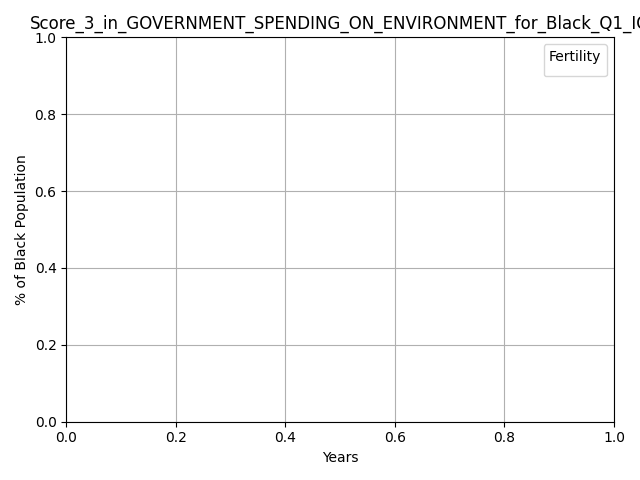 Score_3_in_GOVERNMENT_SPENDING_ON_ENVIRONMENT_for_Black_Q1_IQ
Fertility
1.0
0.8
0.6
0.4
0.2
0.0
% of Black Population
0.0 0.2 0.4 0.6 0.8 1.0
Years